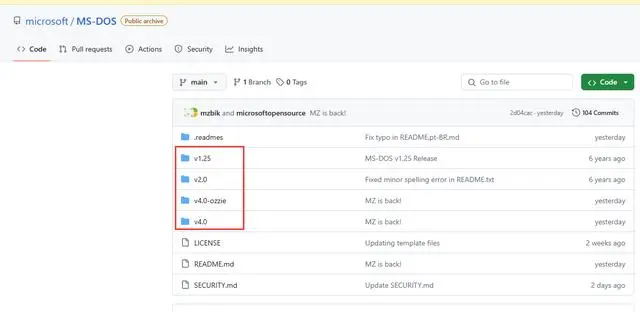 microsoft / MS-DOS Public archive
Code Pull requests Actions Security Insights
main 1 Branch 0 Tags Go to file Code
mzbik and microsoftopensource MZ is back! 2d04cac · yesterday 104 Commits
.readmes Fix typo in README.pt-BR.md yesterday
v1.25 MS-DOS v1.25 Release 6 years ago
v2.0 Fixed minor spelling error in README.txt 6 years ago
v4.0-ozzie MZ is back! yesterday
v4.0 MZ is back! yesterday
LICENSE Updating template files 2 weeks ago
README.md MZ is back! yesterday
SECURITY.md Update SECURITY.md 2 days ago